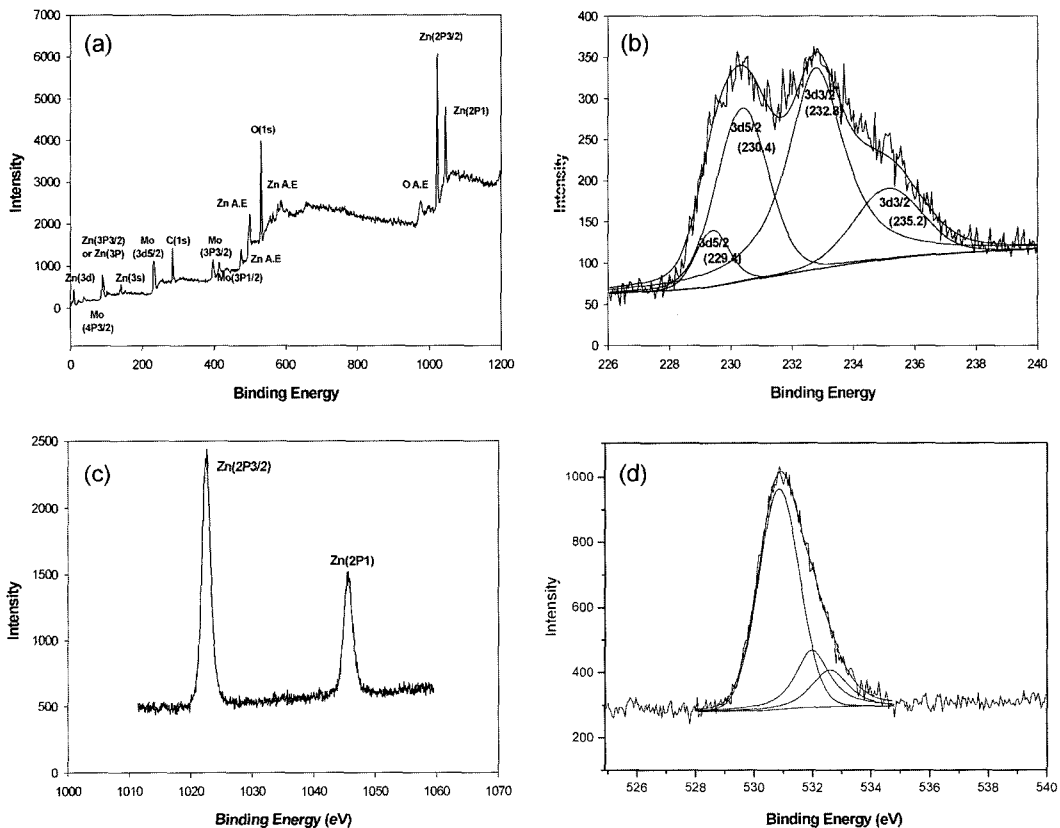 (a)
7000
6000
5000
4000
3000
2000
1000
0
Intensity
Zn(2P3/2)
Zn(2P1)
O(1s)
Zn A.E
O A.E
Zn A.E
Zn(3P3/2)
or Zn(3P)
Mo
(3d5/2)
C(1s)
Mo
(3P3/2)
Zn A.E
Zn(3d)
Zn(3s)
Mo(3P1/2)
Mo
(4P3/2)
0 200 400 600 800 1000 1200
Binding Energy
(b)
400
350
300
250
200
150
100
50
0
Intensity
3d5/2
(230.4)
3d3/2
(232.8)
3d3/2
(235.2)
3d5/2
(229.4)
226 228 230 232 234 236 238 240
Binding Energy
(c)
2500
2000
1500
1000
500
0
Intensity
Zn(2P3/2)
Zn(2P1)
1000 1010 1020 1030 1040 1050 1060 1070
Binding Energy (eV)
(d)
1000
800
600
400
200
Intensity
526 528 530 532 534 536 538 540
Binding Energy (eV)